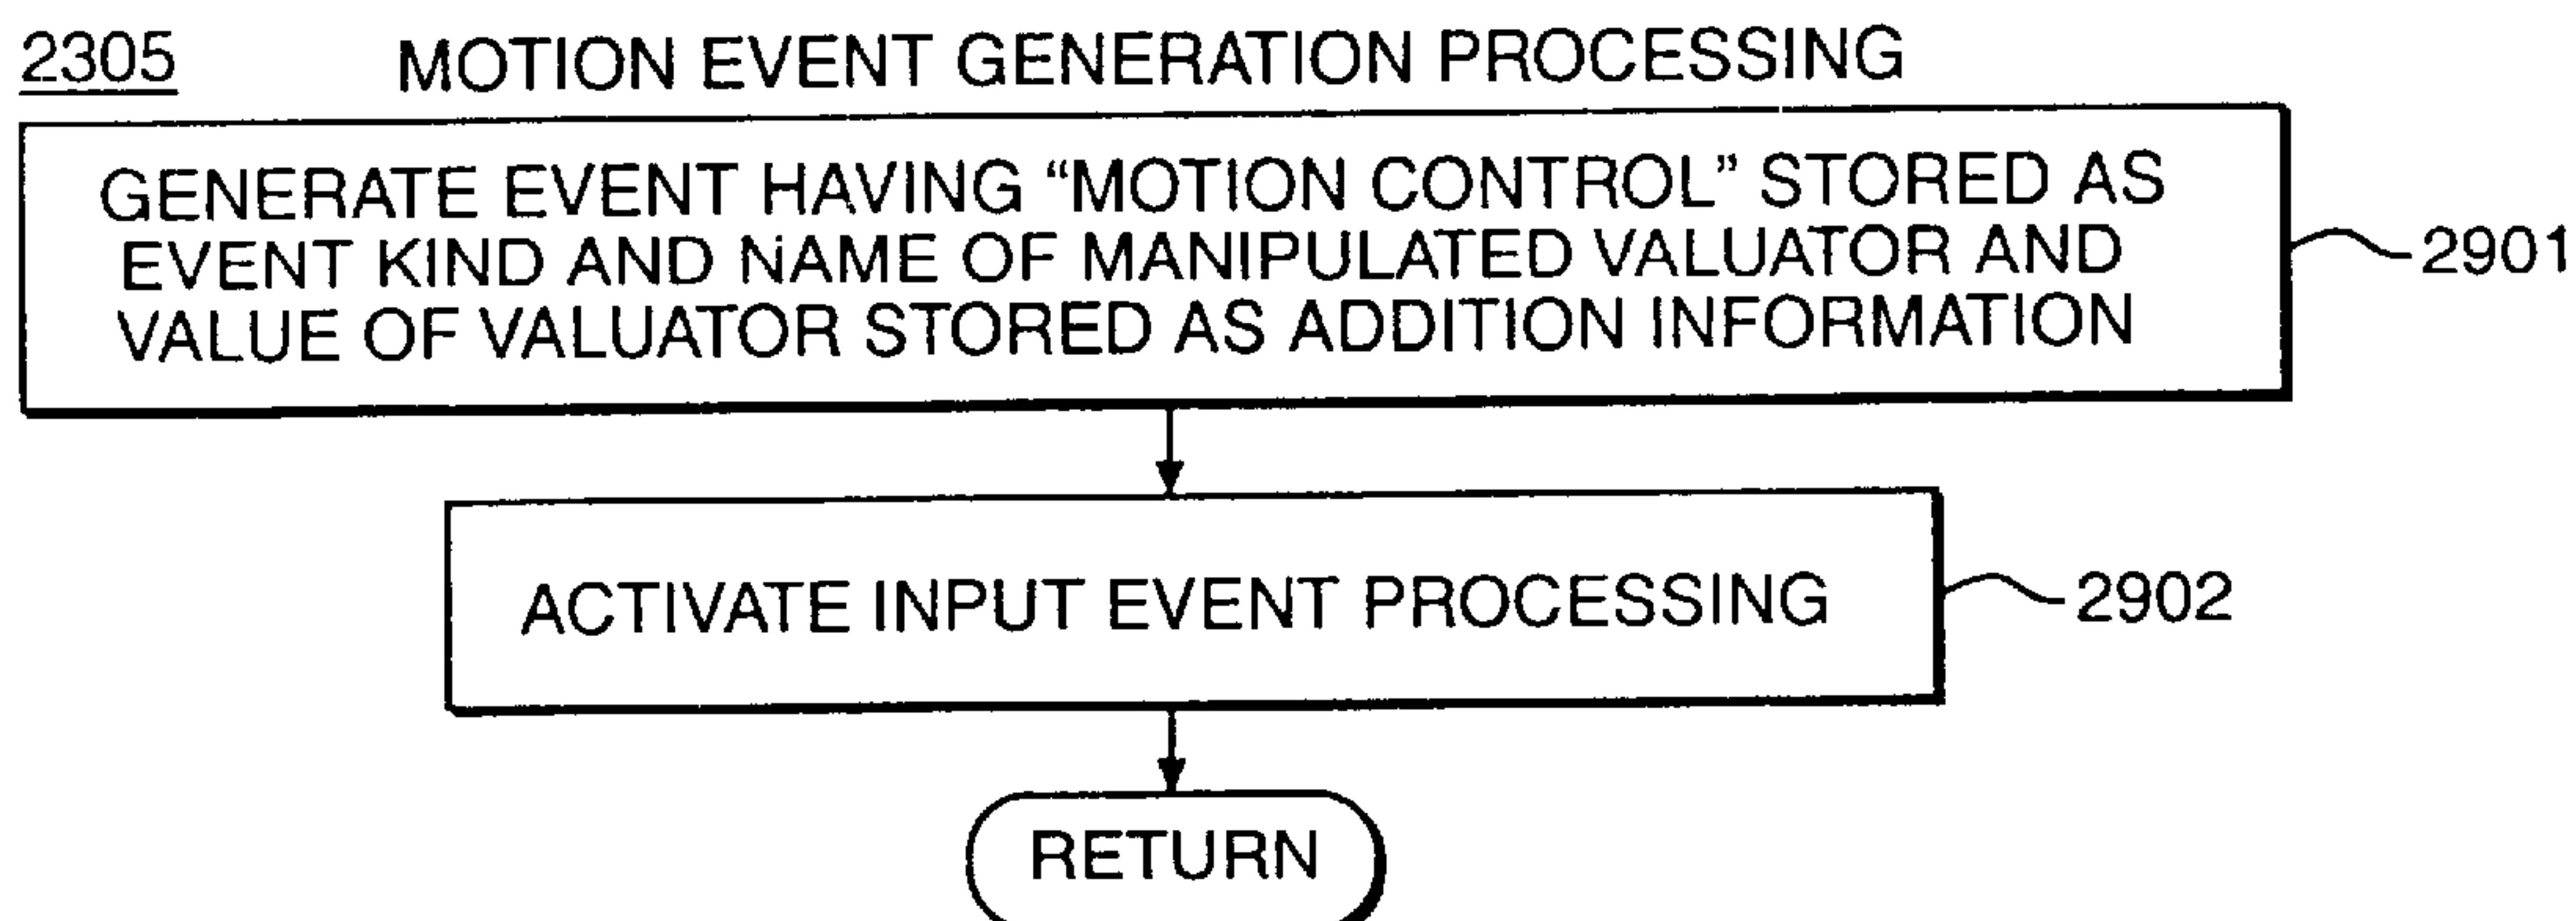 2305 MOTION EVENT GENERATION PROCESSING
GENERATE EVENT HAVING “MOTION CONTROL” STORED AS
EVENT KIND AND NAME OF MANIPULATED VALUATOR AND
VALUE OF VALUATOR STORED AS ADDITION INFORMATION
2901
ACTIVATE INPUT EVENT PROCESSING
2902
RETURN